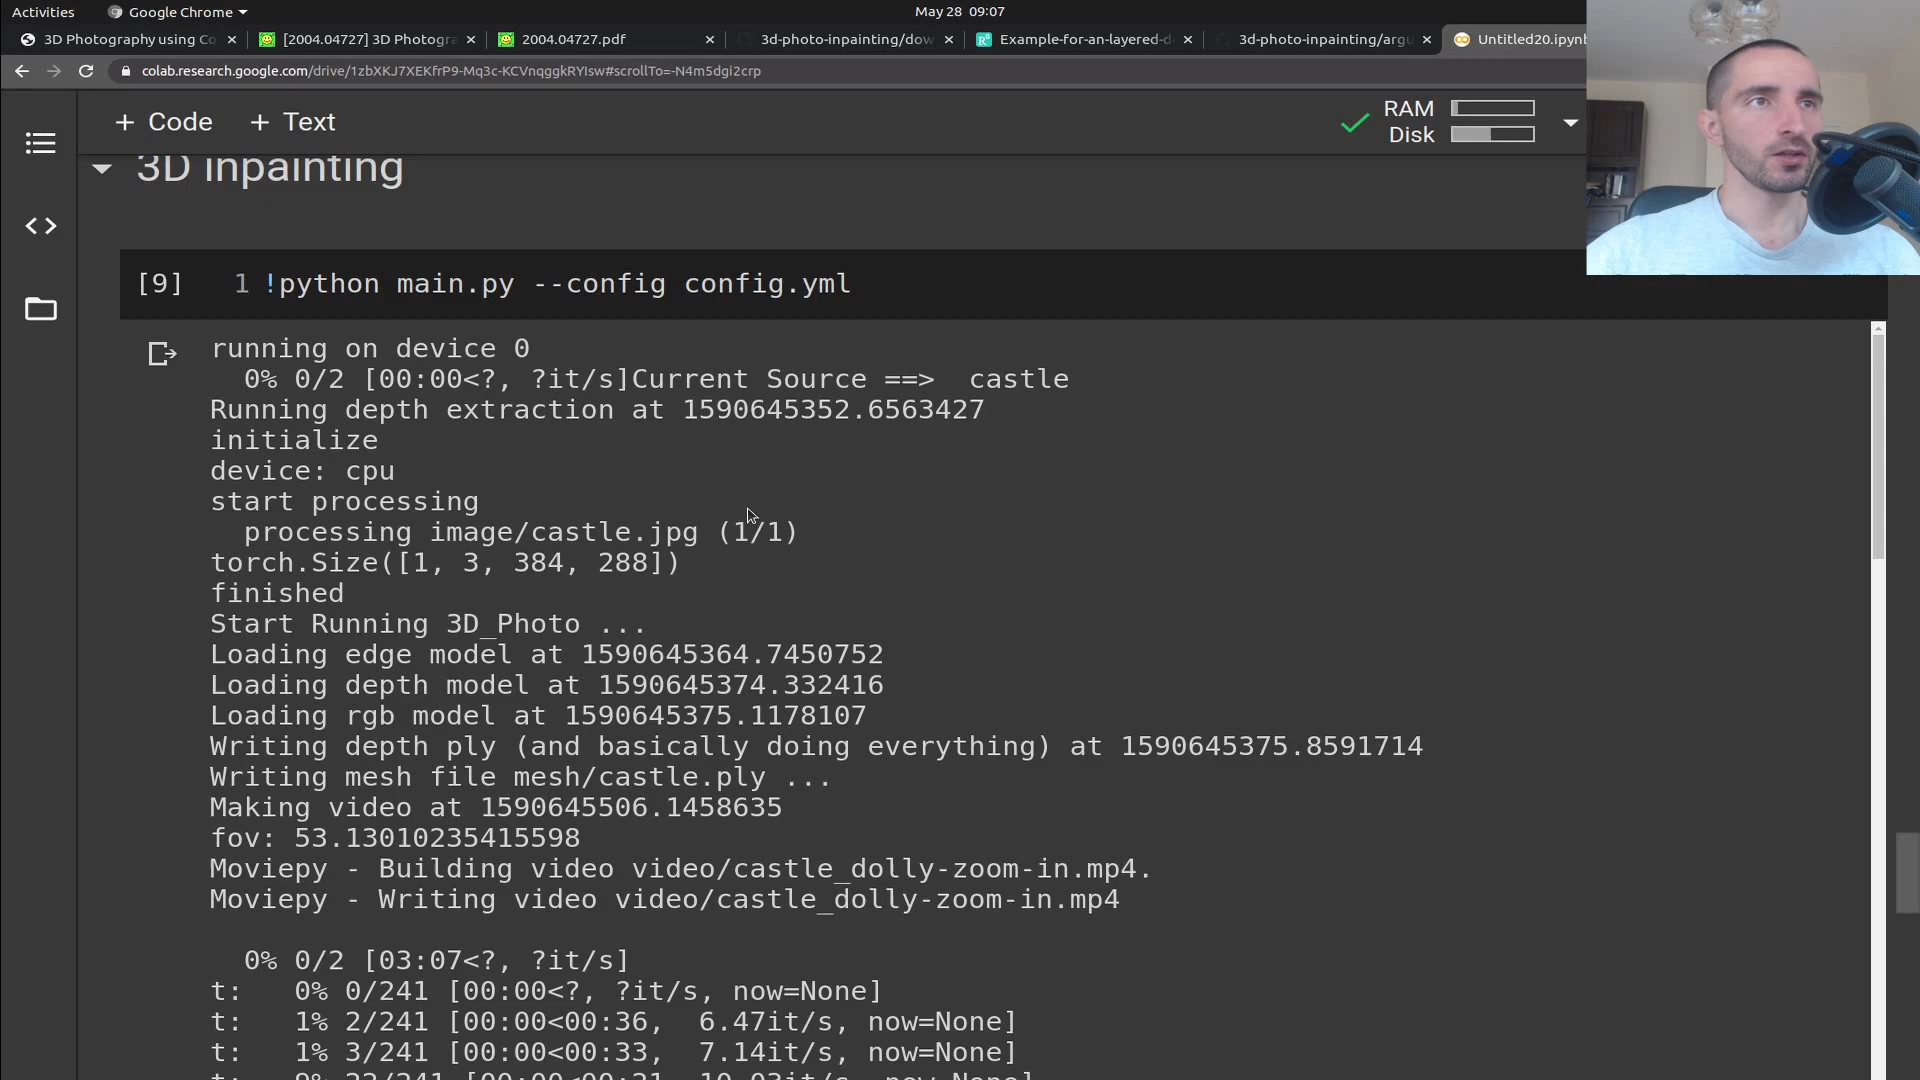 Activities Google Chrome May 28 09:07
3D Photography using Co [2004.04727] 3D Photogra 2004.04727.pdf 3d-photo-inpainting/dow Example-for-an-layered-d 3d-photo-inpainting/argu Untitled20.ipynb
colab.research.google.com/drive/1zbXKJ7XEKfrP9-Mq3c-KCVnqggkRYIsw#scrollTo=-N4m5dgi2crp
+ Code + Text RAM
Disk
3D inpainting
[9] 1 !python main.py --config config.yml
running on device 0
0% 0/2 [00:00<?, ?it/s]Current Source ==> castle
Running depth extraction at 1590645352.6563427
initialize
device: cpu
start processing
processing image/castle.jpg (1/1)
torch.Size([1, 3, 384, 288])
finished
Start Running 3D_Photo ...
Loading edge model at 1590645364.7450752
Loading depth model at 1590645374.332416
Loading rgb model at 1590645375.1178107
Writing depth ply (and basically doing everything) at 1590645375.8591714
Writing mesh file mesh/castle.ply ...
Making video at 1590645506.1458635
fov: 53.13010235415598
Moviepy - Building video video/castle_dolly-zoom-in.mp4.
Moviepy - Writing video video/castle_dolly-zoom-in.mp4
0% 0/2 [03:07<?, ?it/s]
t: 0% 0/241 [00:00<?, ?it/s, now=None]
t: 1% 2/241 [00:00<00:36, 6.47it/s, now=None]
t: 1% 3/241 [00:00<00:33, 7.14it/s, now=None]